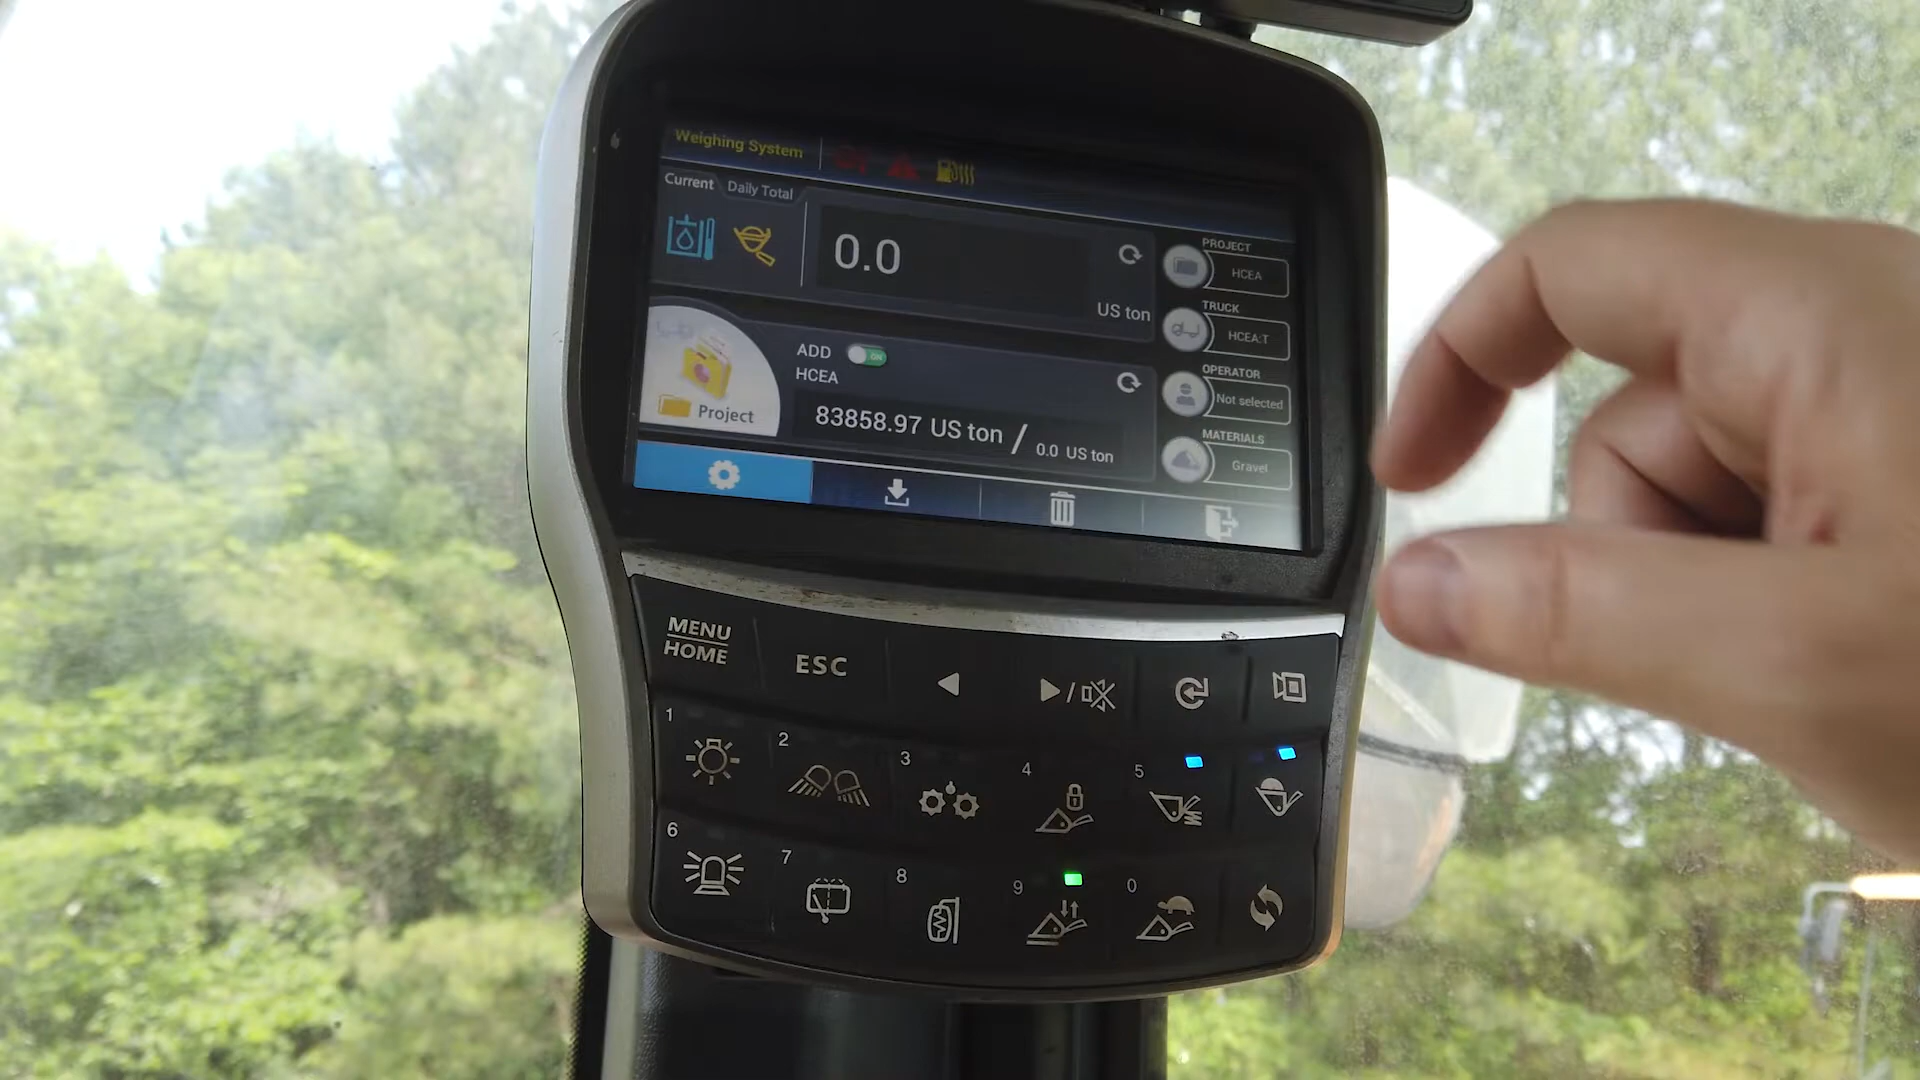 Weighing System
Current Daily Total
0.0
US ton
PROJECT
HCEA
TRUCK
HCEA:T
OPERATOR
Not selected
MATERIALS
Gravel
Project
ADD ON
HCEA
83858.97 US ton / 0.0 US ton
MENU
HOME
ESC
/
1
2
3
4
5
6
7
8
9
0